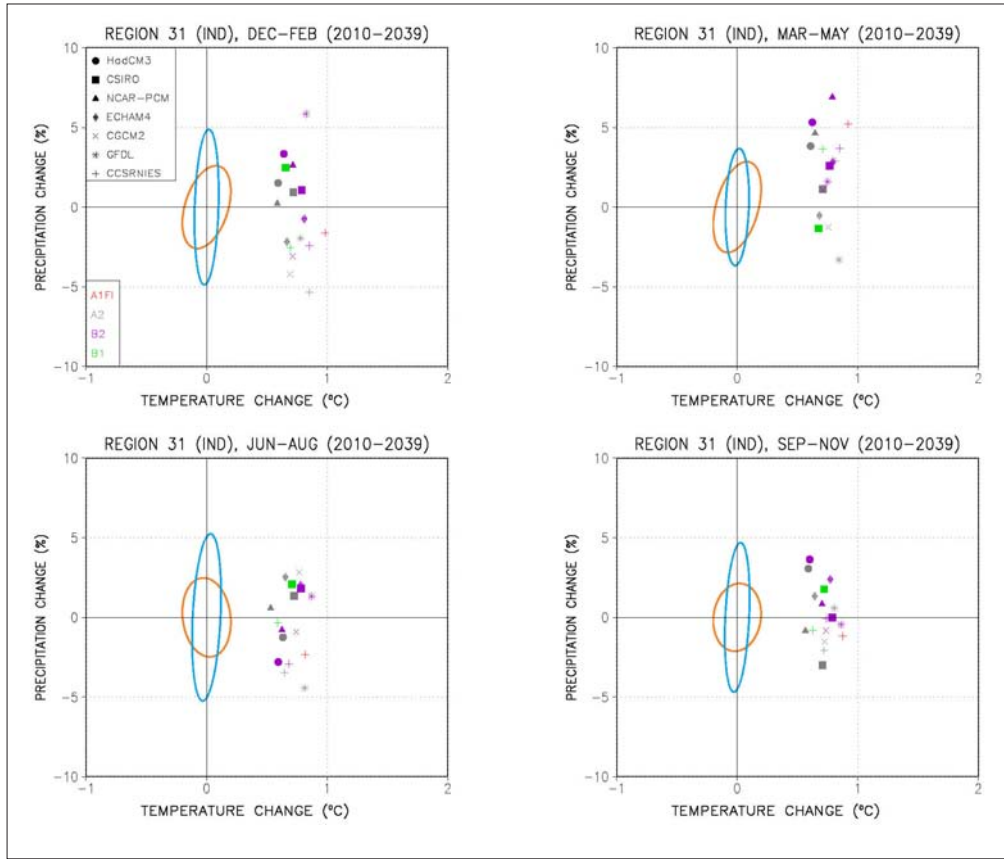 REGION 31 (IND), DEC-FEB (2010-2039)
10
5
0
-5
-10
PRECIPITATION CHANGE (%)
HadCM3
CSIRO
NCAR-PCM
ECHAM4
CGCM2
GFDL
CCSRNIES
A1FI
A2
B2
B1
-1
0
1
2
TEMPERATURE CHANGE (ºC)
REGION 31 (IND), MAR-MAY (2010-2039)
10
5
0
-5
-10
PRECIPITATION CHANGE (%)
-1
0
1
2
TEMPERATURE CHANGE (ºC)
REGION 31 (IND), JUN-AUG (2010-2039)
10
5
0
-5
-10
PRECIPITATION CHANGE (%)
-1
0
1
2
TEMPERATURE CHANGE (ºC)
REGION 31 (IND), SEP-NOV (2010-2039)
10
5
0
-5
-10
PRECIPITATION CHANGE (%)
-1
0
1
2
TEMPERATURE CHANGE (ºC)